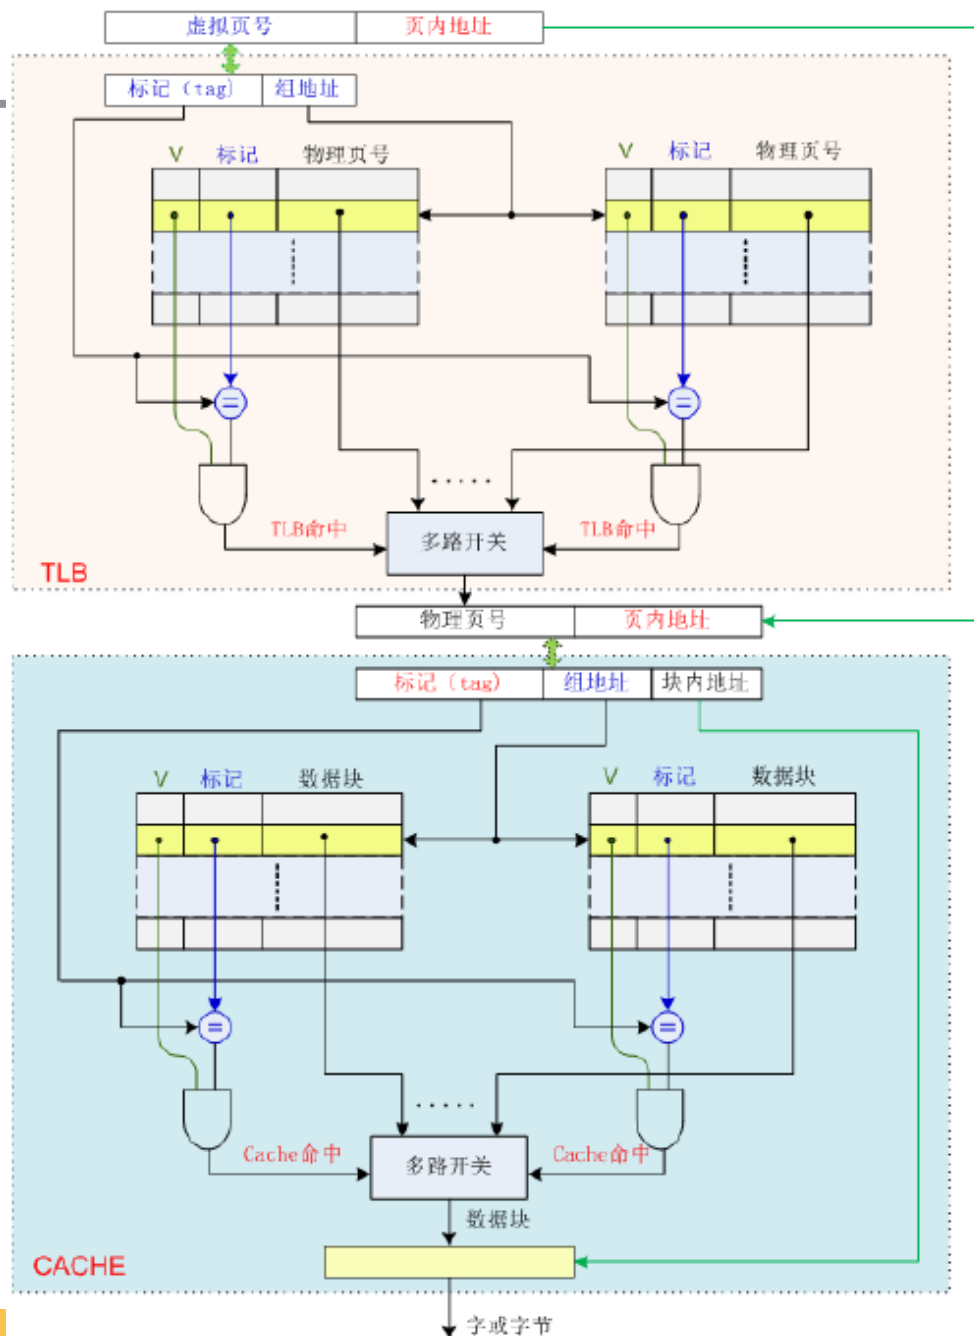 虚拟页号 页内地址
标记（tag） 组地址
V 标记 物理页号 V 标记 物理页号
= =
TLB命中 多路开关 TLB命中
TLB
物理页号 页内地址
标记（tag） 组地址 块内地址
V 标记 数据块 V 标记 数据块
= =
Cache命中 多路开关 Cache命中
数据块
CACHE
字或字节